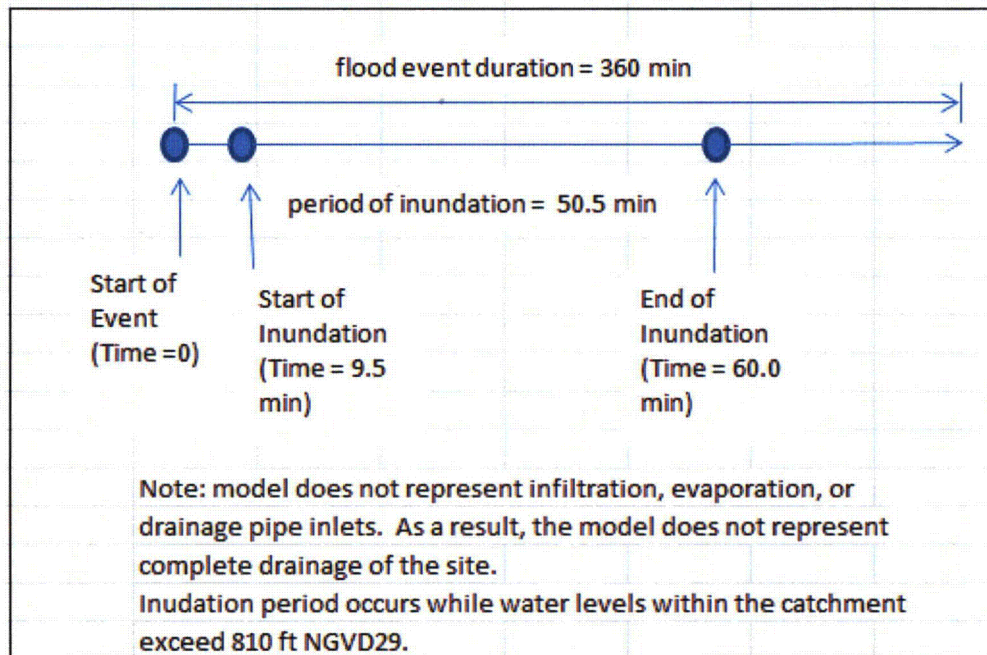 flood event duration = 360 min
period of inundation = 50.5 min
Start of
Event
(Time =0)
Start of
Inundation
(Time = 9.5
min)
End of
Inundation
(Time = 60.0
min)
Note: model does not represent infiltration, evaporation, or
drainage pipe inlets. As a result, the model does not represent
complete drainage of the site.
Inudation period occurs while water levels within the catchment
exceed 810 ft NGVD29.